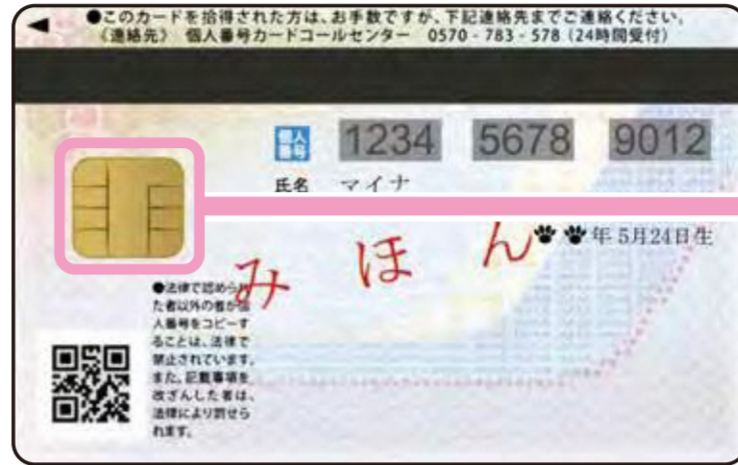 ●このカードを拾得された方は、お手数ですが、下記連絡先までご連絡ください。
《連絡先》 個人番号カードコールセンター 0570-783-578(24時間受付)
個人番号 1234 5678 9012
氏名 マイナ
年5月24日生
みほん
●法律で認められ
た者以外の者が個
人番号をコピーす
ることは、法律で
禁止されています。
また、記載事項を
改ざんした者は、
法律により罰せら
れます。